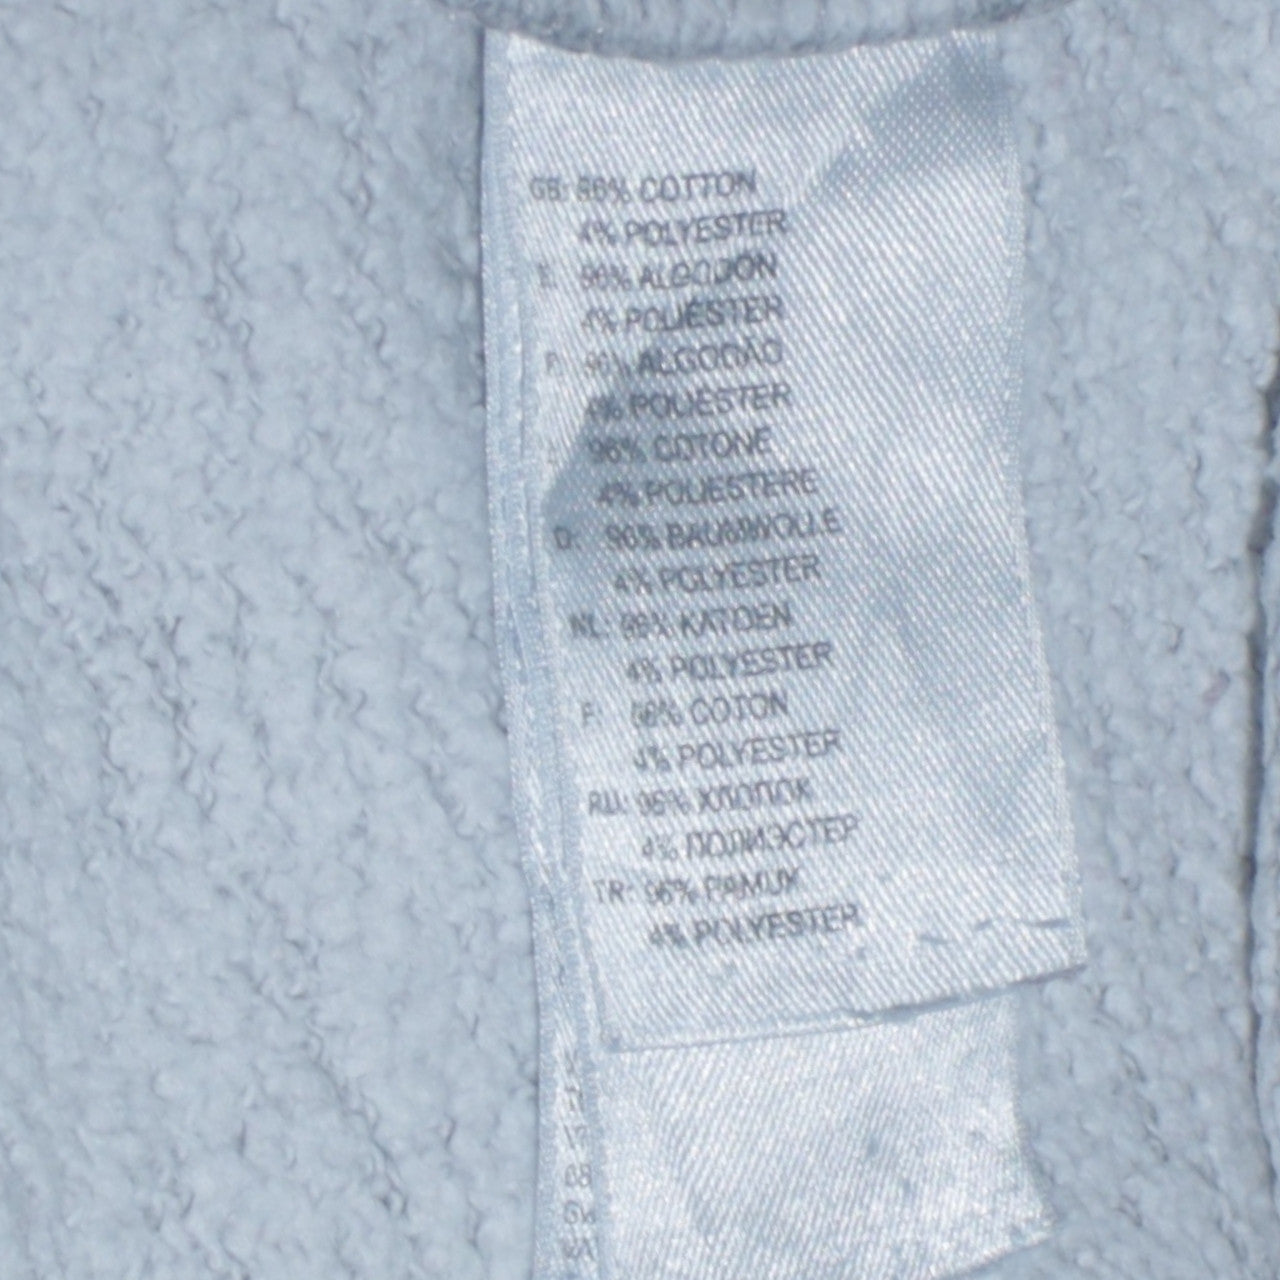 GB: 96% COTTON
4% POLYESTER
E: 96% ALGODON
4% POLIÉSTER
P: 96% ALGODÃO
4% POLIÉSTER
96% COTONE
4% POLIESTERE
D: 96% BAUMWOLLE
4% POLYESTER
NL: 96% KATOEN
4% POLYESTER
F: 96% COTON
4% POLYESTER
RU: 96% ХЛОПОК
4% ПОЛИЭСТЕР
TR: 96% PAMUK
4% POLYESTER